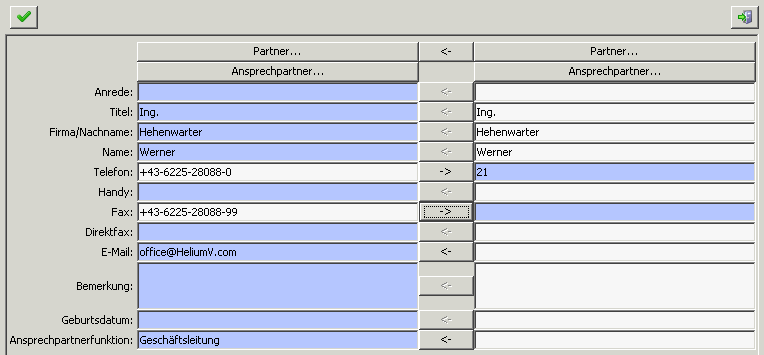 Partner... <- Partner...
Ansprechpartner... Ansprechpartner...
Anrede: <-
Titel: Ing. <- Ing.
Firma/Nachname: Hehenwarter <- Hehenwarter
Name: Werner <- Werner
Telefon: +43-6225-28088-0 -> 21
Handy: <-
Fax: +43-6225-28088-99 ->
Direktfax: <-
E-Mail: office@HeliumV.com <-
Bemerkung: <-
Geburtsdatum: <-
Ansprechpartnerfunktion: Geschäftsleitung <-